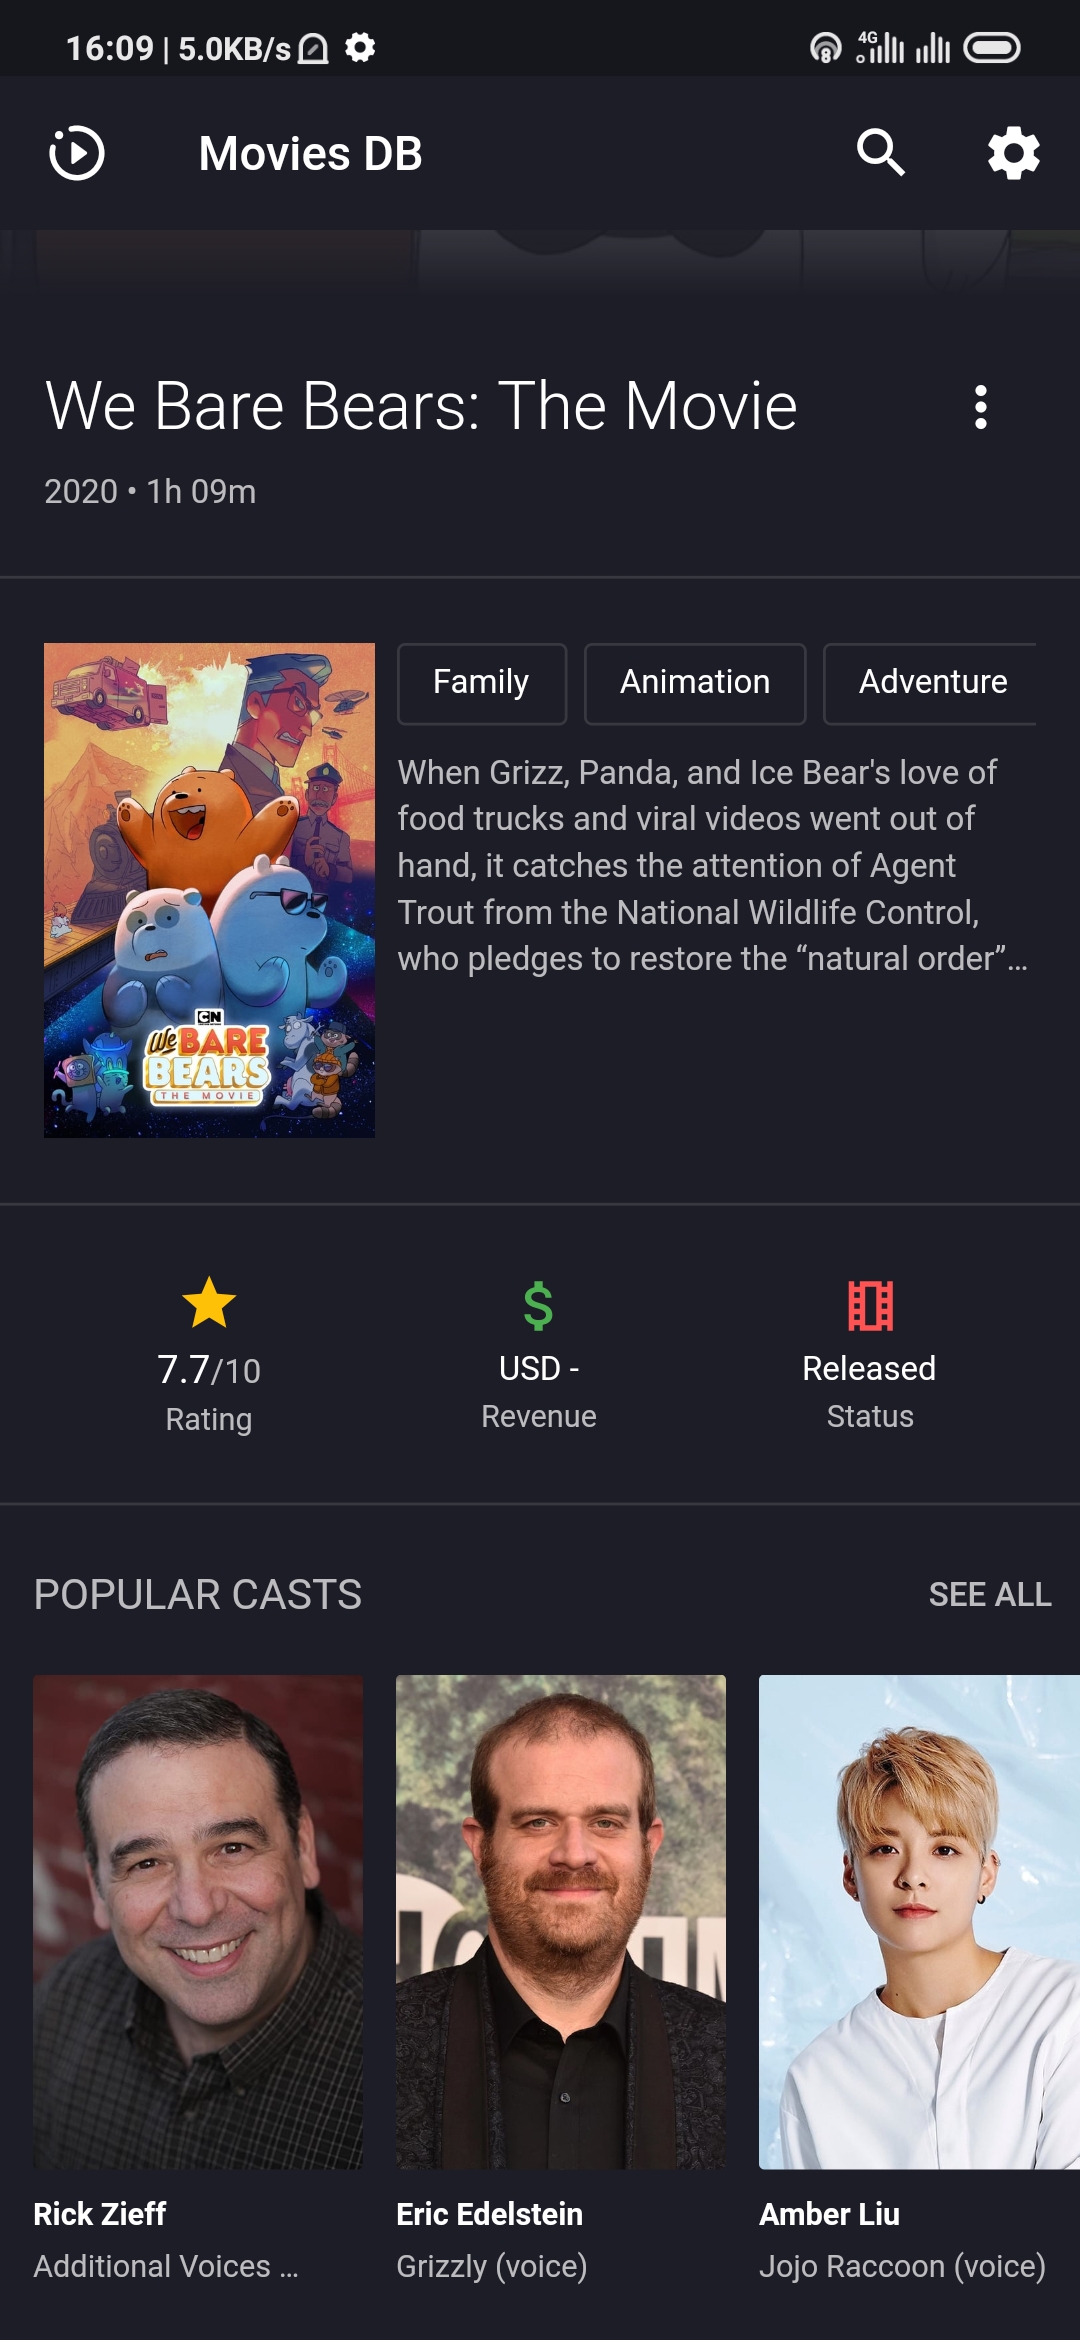 16:09 | 5.0KB/s
8
4G
Movies DB
We Bare Bears: The Movie
2020 • 1h 09m
Family
Animation
Adventure
When Grizz, Panda, and Ice Bear's love of
food trucks and viral videos went out of
hand, it catches the attention of Agent
Trout from the National Wildlife Control,
who pledges to restore the “natural order”...
CN
We BARE
BEARS
THE MOVIE
7.7/10
Rating
USD -
Revenue
Released
Status
POPULAR CASTS
SEE ALL
Rick Zieff
Additional Voices ...
Eric Edelstein
Grizzly (voice)
Amber Liu
Jojo Raccoon (voice)